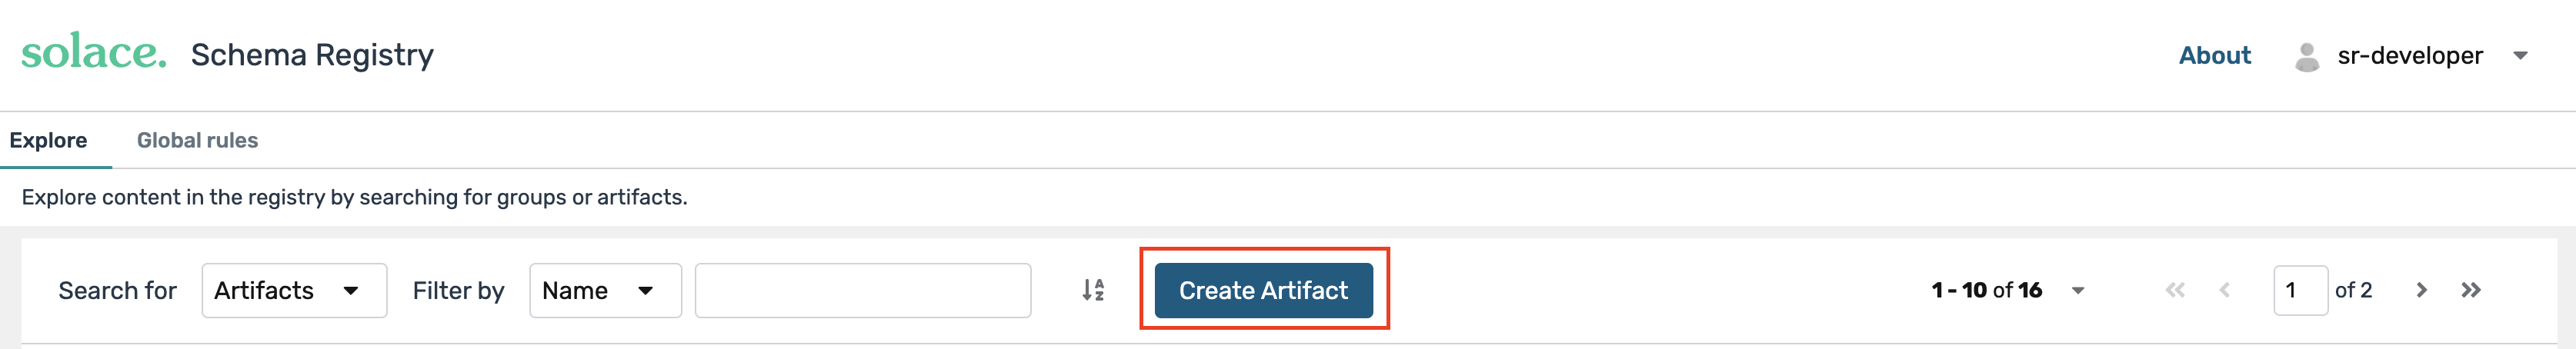 solace. Schema Registry About sr-developer
Explore Global rules
Explore content in the registry by searching for groups or artifacts.
Search for Artifacts Filter by Name A Z Create Artifact 1 - 10 of 16 1 of 2